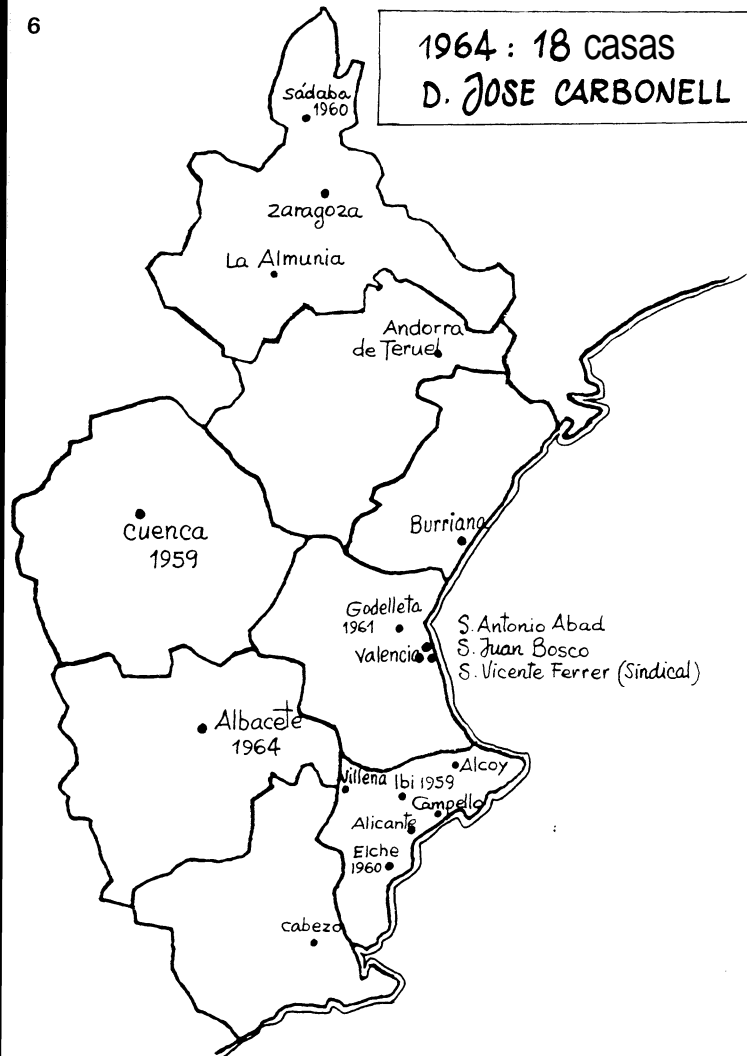 6
1964 : 18 casas
D. JOSE CARBONELL
Sádaba
1960
Zaragoza
La Almunia
Andorra
de Teruel
Cuenca
1959
Burriana
Godelleta
1961
Valencia
S. Antonio Abad
S. Juan Bosco
S. Vicente Ferrer (Sindical)
Albacete
1964
Villena
Ibi 1959
Alcoy
Campello
Alicante
Elche
1960
Cabezo